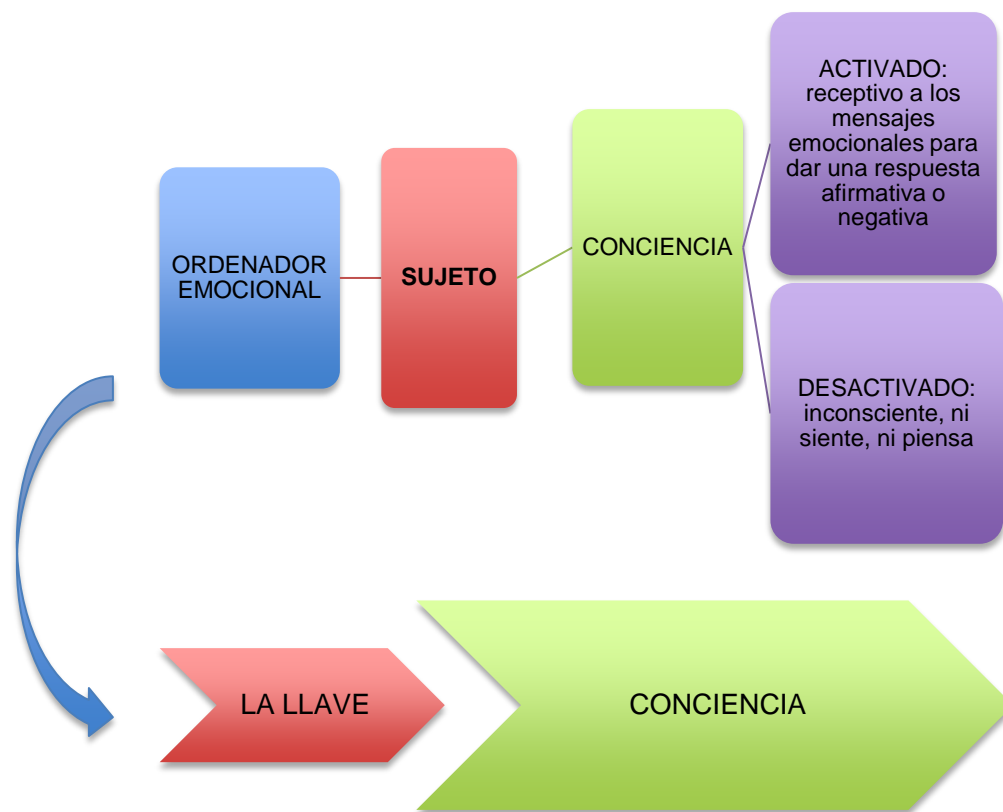 ORDENADOR
EMOCIONAL
SUJETO
CONCIENCIA
ACTIVADO:
receptivo a los
mensajes
emocionales para
dar una respuesta
afirmativa o
negativa
DESACTIVADO:
inconsciente, ni
siente, ni piensa
LA LLAVE
CONCIENCIA